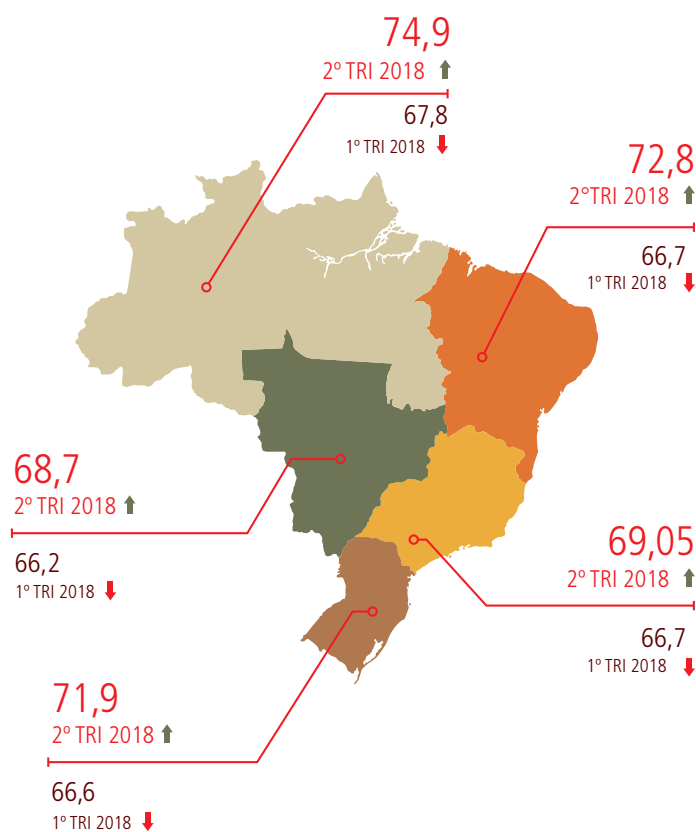 74,9
2º TRI 2018
67,8
1º TRI 2018
72,8
2°TRI 2018
66,7
1º TRI 2018
68,7
2º TRI 2018
66,2
1º TRI 2018
69,05
2º TRI 2018
66,7
1º TRI 2018
71,9
2º TRI 2018
66,6
1º TRI 2018